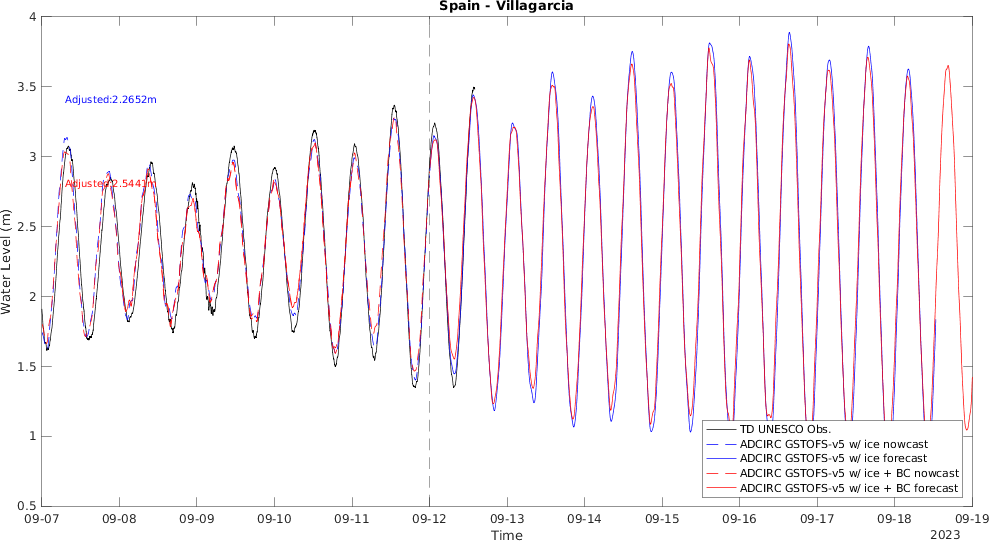 Spain - Villagarcia
4
3.5
3
2.5
2
1.5
1
0.5
Water Level (m)
Adjusted:2.2652m
Adjusted:2.5441m
TD UNESCO Obs.
ADCIRC GSTOFS-v5 w/ ice nowcast
ADCIRC GSTOFS-v5 w/ ice forecast
ADCIRC GSTOFS-v5 w/ ice + BC nowcast
ADCIRC GSTOFS-v5 w/ ice + BC forecast
09-07 09-08 09-09 09-10 09-11 09-12 09-13 09-14 09-15 09-16 09-17 09-18 09-19
Time
2023